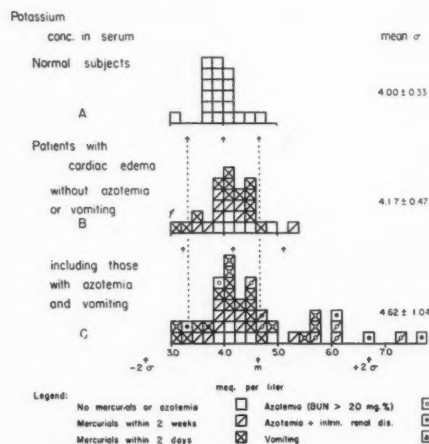 Potassium
conc. in serum
mean σ
Normal subjects
4.00 ± 0.33
A
Patients with
cardiac edema
without azotemia
or vomiting
4.17 ± 0.47
B
including those
with azotemia
and vomiting
4.62 ± 1.04
C
3.0 4.0 5.0 6.0 7.0
-2 σ m +2 σ
meq. per liter
Legend:
No mercurials or azotemia
Mercurials within 2 weeks
Mercurials within 2 days
Azotemia (BUN > 20 mg.%)
Azotemia + intrin. renal dis.
Vomiting